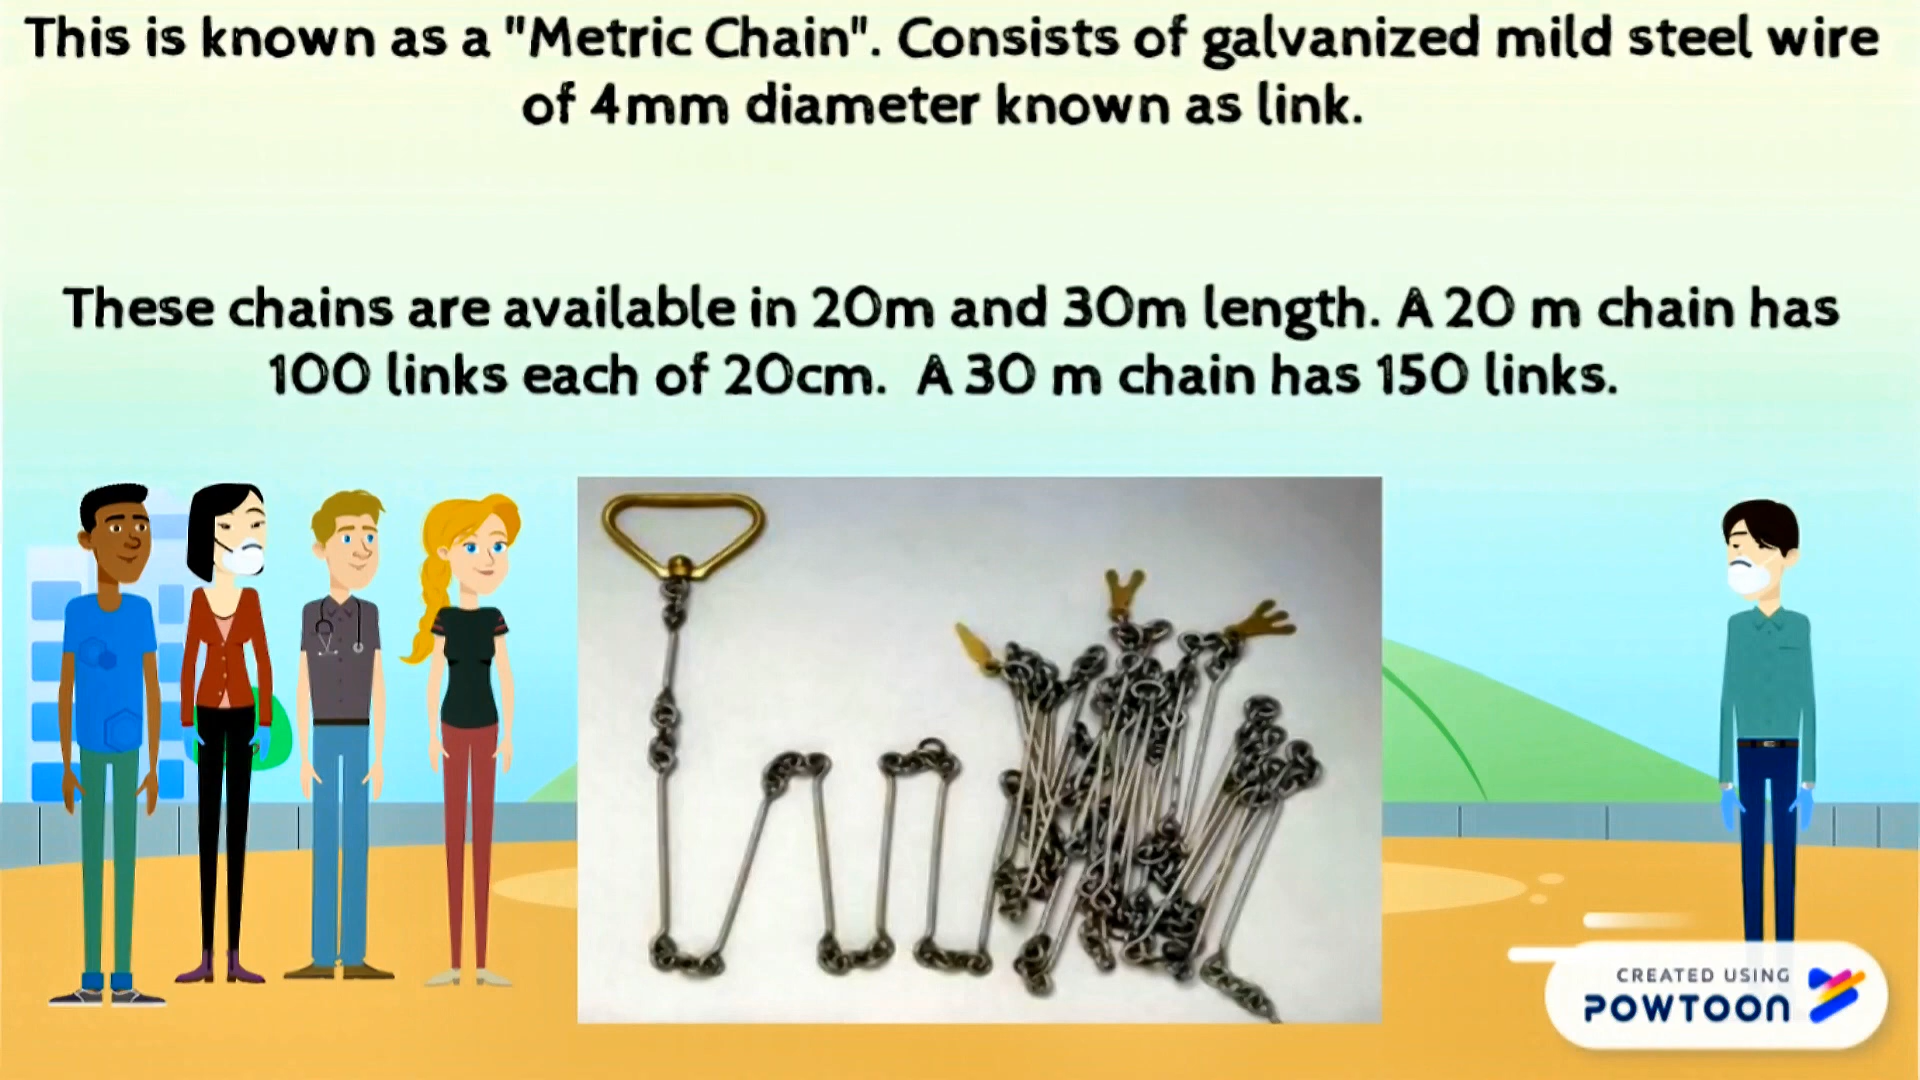 This is known as a "Metric Chain". Consists of galvanized mild steel wire
of 4mm diameter known as link.
These chains are available in 20m and 30m length. A 20 m chain has
100 links each of 20cm. A 30 m chain has 150 links.
CREATED USING
POWTOON